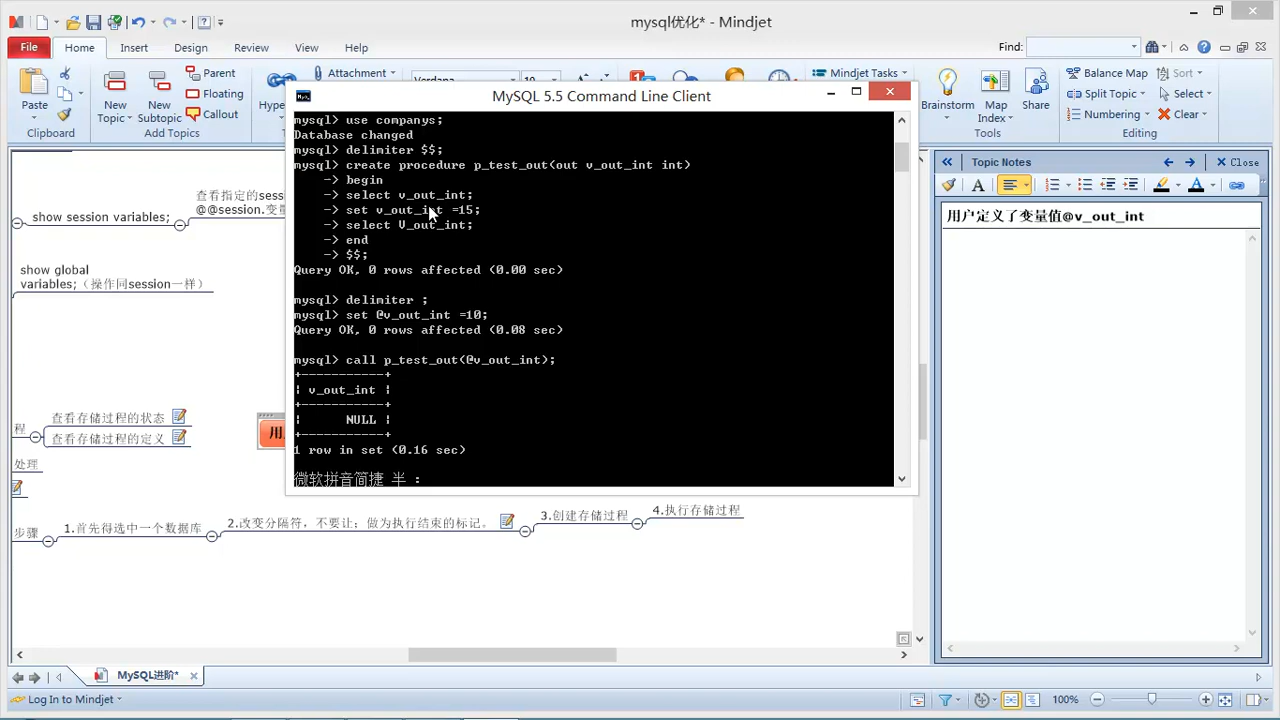 mysql优化* - Mindjet
File Home Insert Design Review View Help Find:
Paste
Clipboard
New Topic
New Subtopic
Parent
Floating
Callout
Add Topics
Attachment
Verdana 10
Mindjet Tasks
Brainstorm
Map Index
Share
Tools
Balance Map
Split Topic
Numbering
Sort
Select
Clear
Editing
MySQL 5.5 Command Line Client
mysql> use companys;
Database changed
mysql> delimiter $$;
mysql> create procedure p_test_out(out v_out_int int)
-> begin
-> select v_out_int;
-> set v_out_int =15;
-> select V_out_int;
-> end
-> $$;
Query OK, 0 rows affected (0.00 sec)
mysql> delimiter ;
mysql> set @v_out_int =10;
Query OK, 0 rows affected (0.08 sec)
mysql> call p_test_out(@v_out_int);
+-----------+
¦ v_out_int ¦
+-----------+
¦ NULL ¦
+-----------+
1 row in set (0.16 sec)
微软拼音简捷 半 :
查看指定的ses
show session variables;
@@session.变量
show global
variables;（操作同session一样）
程
查看存储过程的状态
查看存储过程的定义
用
处理
步骤
1.首先得选中一个数据库
2.改变分隔符，不要让；做为执行结束的标记。
3.创建存储过程
4.执行存储过程
Topic Notes
Close
用户定义了变量值@v_out_int
MySQL进阶*
Log In to Mindjet
100%